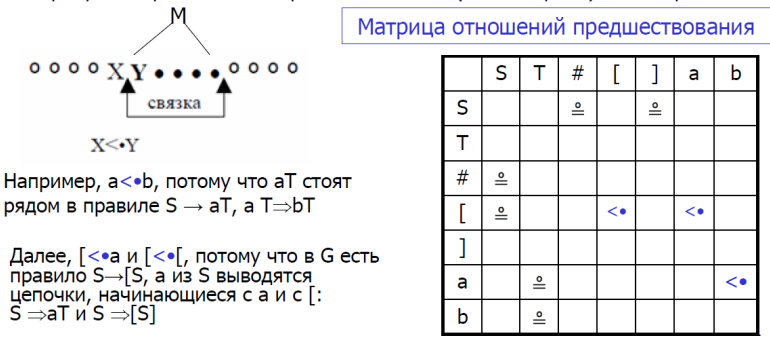 M
Матрица отношений предшествования
o o o o X Y • • • • o o o o
связка
X<•Y
Например, a<•b, потому что aT стоят
рядом в правиле S → aT, а T⇒bT
Далее, [<•a и [<•[, потому что в G есть
правило S→[S, а из S выводятся
цепочки, начинающиеся с a и с [:
S ⇒aT и S ⇒[S]
S T # [ ] a b
S ≗ ≗
T
# ≗
[ ≗ <• <•
]
a ≗ <•
b ≗